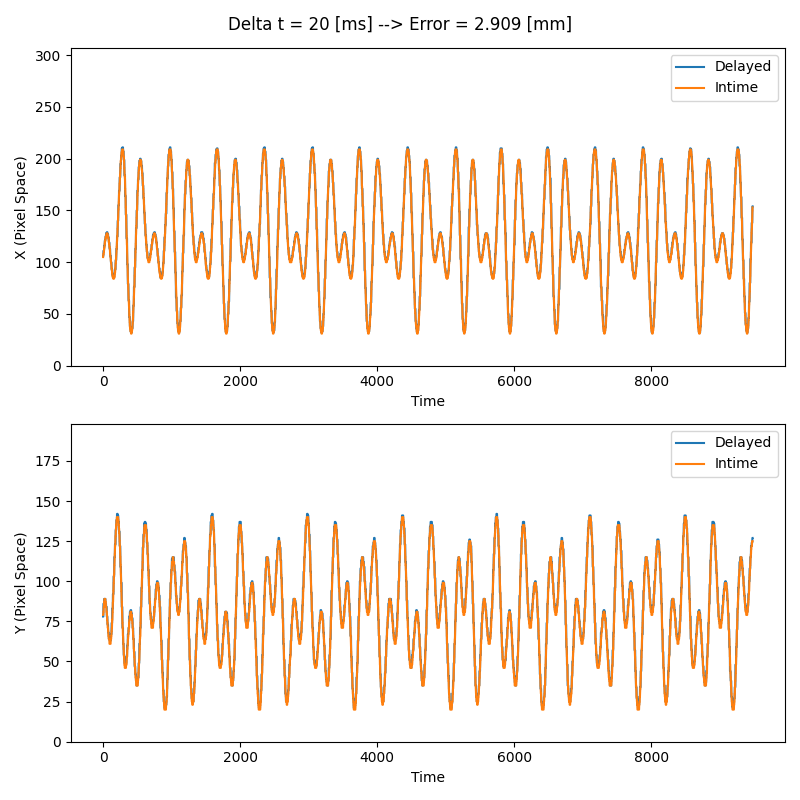 Delta t = 20 [ms] --> Error = 2.909 [mm]
300
250
200
150
100
50
0
X (Pixel Space)
Delayed
Intime
0 2000 4000 6000 8000
Time
175
150
125
100
75
50
25
0
Y (Pixel Space)
Delayed
Intime
0 2000 4000 6000 8000
Time